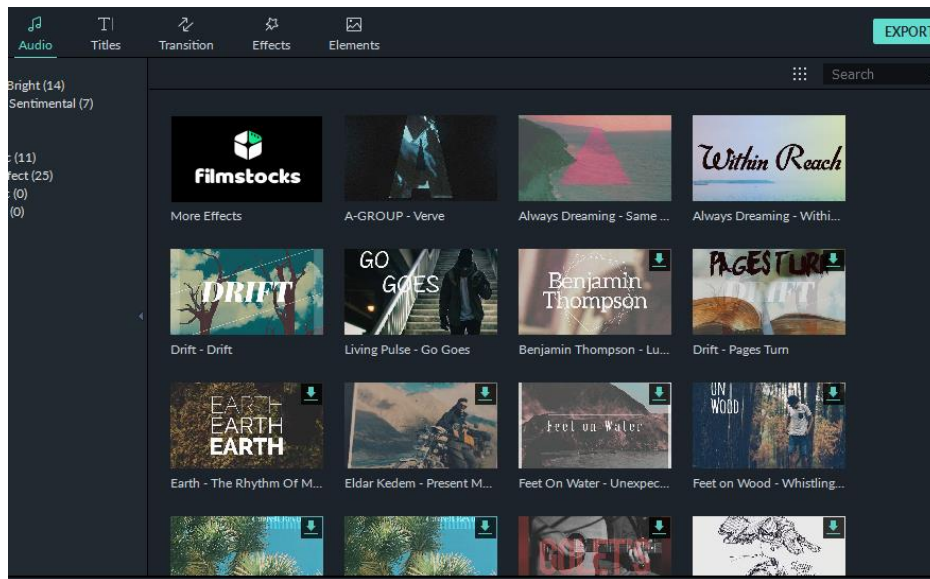 Audio
Titles
Transition
Effects
Elements
EXPORT
Bright (14)
Sentimental (7)
(11)
fect (25)
(0)
(0)
Search
filmstocks
More Effects
A
A-GROUP - Verve
Always Dreaming - Same ...
Within Reach
Always Dreaming - Withi...
DRIFT
Drift - Drift
GO
GOES
Living Pulse - Go Goes
Benjamin
Thompson
Benjamin Thompson - Lu...
PAGES TURN
DRIFT
Drift - Pages Turn
EARTH
EARTH
EARTH
Earth - The Rhythm Of M...
Eldar Kedem - Present M...
Feet on Water
Feet On Water - Unexpec...
ON
WOOD
Feet on Wood - Whistling...